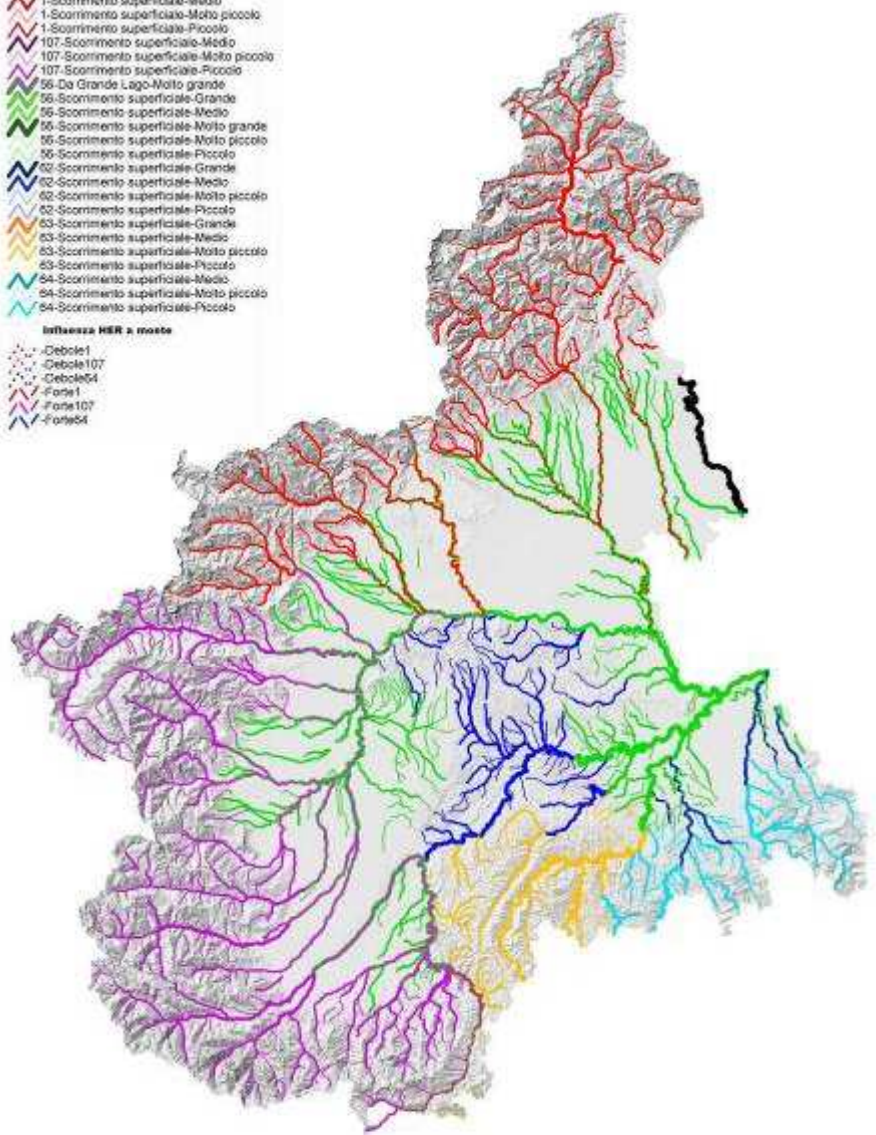 1-Scorrimento superficiale-Medio
1-Scorrimento superficiale-Molto piccolo
1-Scorrimento superficiale-Piccolo
107-Scorrimento superficiale-Medio
107-Scorrimento superficiale-Molto piccolo
107-Scorrimento superficiale-Piccolo
56-Da Grande Lago-Molto grande
56-Scorrimento superficiale-Grande
56-Scorrimento superficiale-Medio
56-Scorrimento superficiale-Molto grande
56-Scorrimento superficiale-Molto piccolo
56-Scorrimento superficiale-Piccolo
62-Scorrimento superficiale-Grande
62-Scorrimento superficiale-Medio
62-Scorrimento superficiale-Molto piccolo
62-Scorrimento superficiale-Piccolo
63-Scorrimento superficiale-Grande
63-Scorrimento superficiale-Medio
63-Scorrimento superficiale-Molto piccolo
63-Scorrimento superficiale-Piccolo
64-Scorrimento superficiale-Medio
64-Scorrimento superficiale-Molto piccolo
64-Scorrimento superficiale-Piccolo
Influenza HER a monte
-Debole1
-Debole107
-Debole64
-Forte1
-Forte107
-Forte64